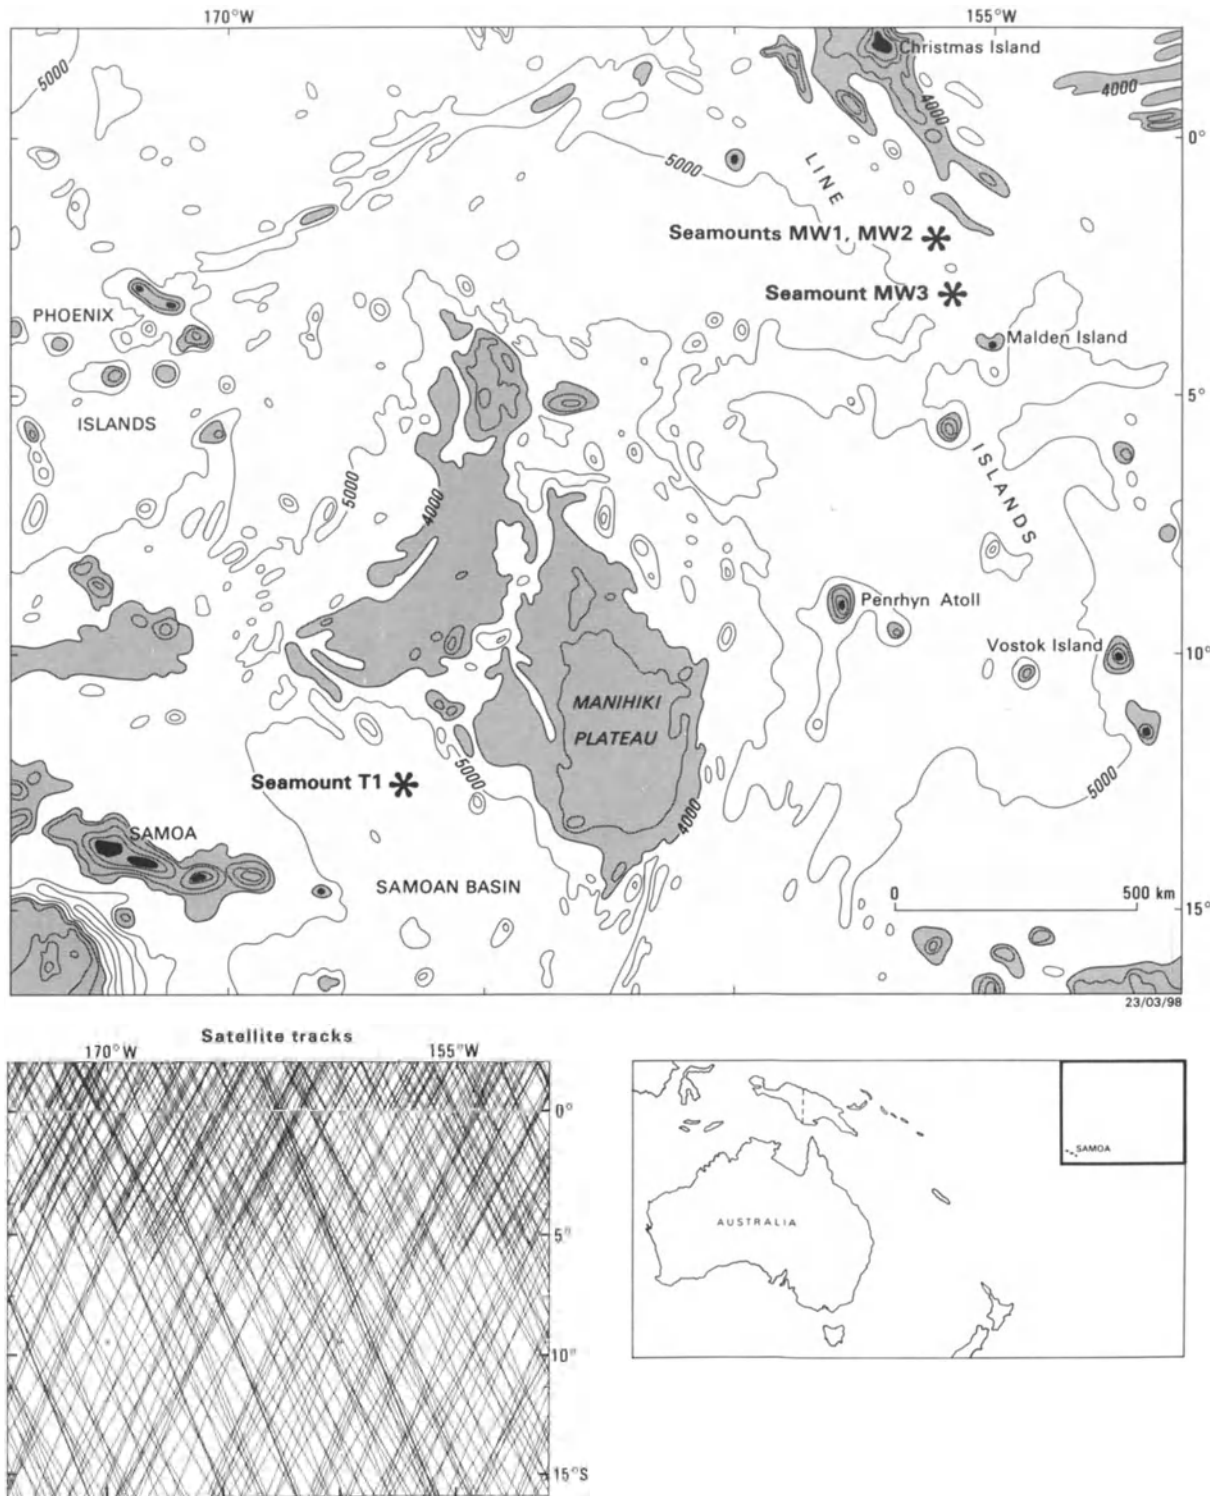 170°W 155°W
Christmas Island
5000
4000
4000
0°
5000
LINE
Seamounts MW1, MW2
Seamount MW3
PHOENIX
Malden Island
5°
ISLANDS
ISLANDS
5000
4000
Penrhyn Atoll
Vostok Island
10°
MANIHIKI
PLATEAU
Seamount T1
5000
5000
4000
SAMOA
SAMOAN BASIN
0 500 km
15°
23/03/98
Satellite tracks
170°W 155°W
0°
5°
10°
15°S
SAMOA
AUSTRALIA